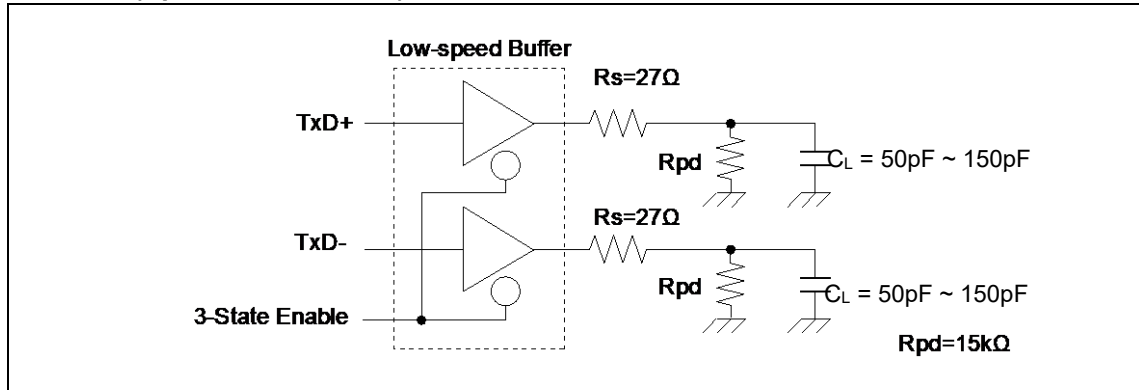 Low-speed Buffer
Rs=27Ω
TxD+
Rpd
CL = 50pF ~ 150pF
Rs=27Ω
TxD-
Rpd
CL = 50pF ~ 150pF
3-State Enable
Rpd=15kΩ